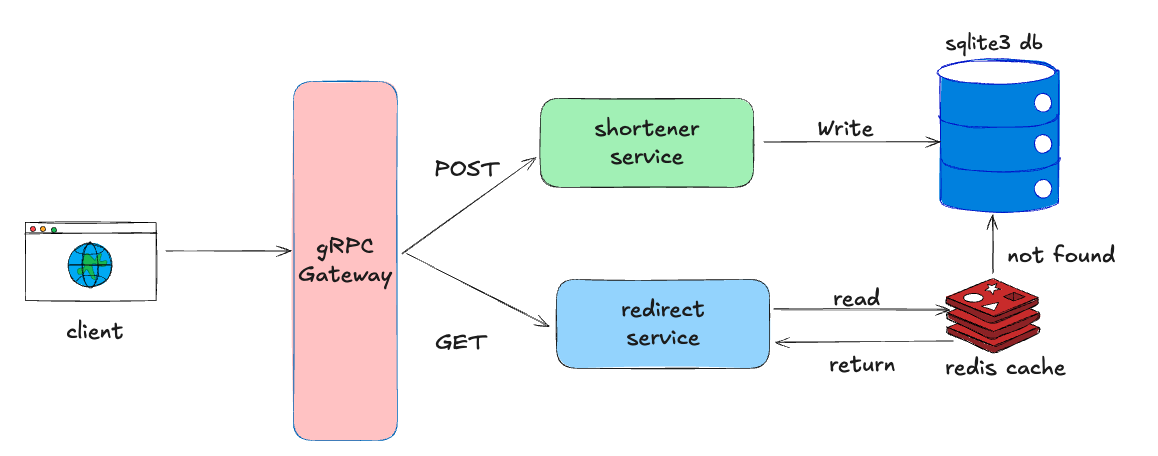 sqlite3 db
shortener
service
Write
POST
gRPC
Gateway
not found
client
redirect
service
read
GET
return
redis cache